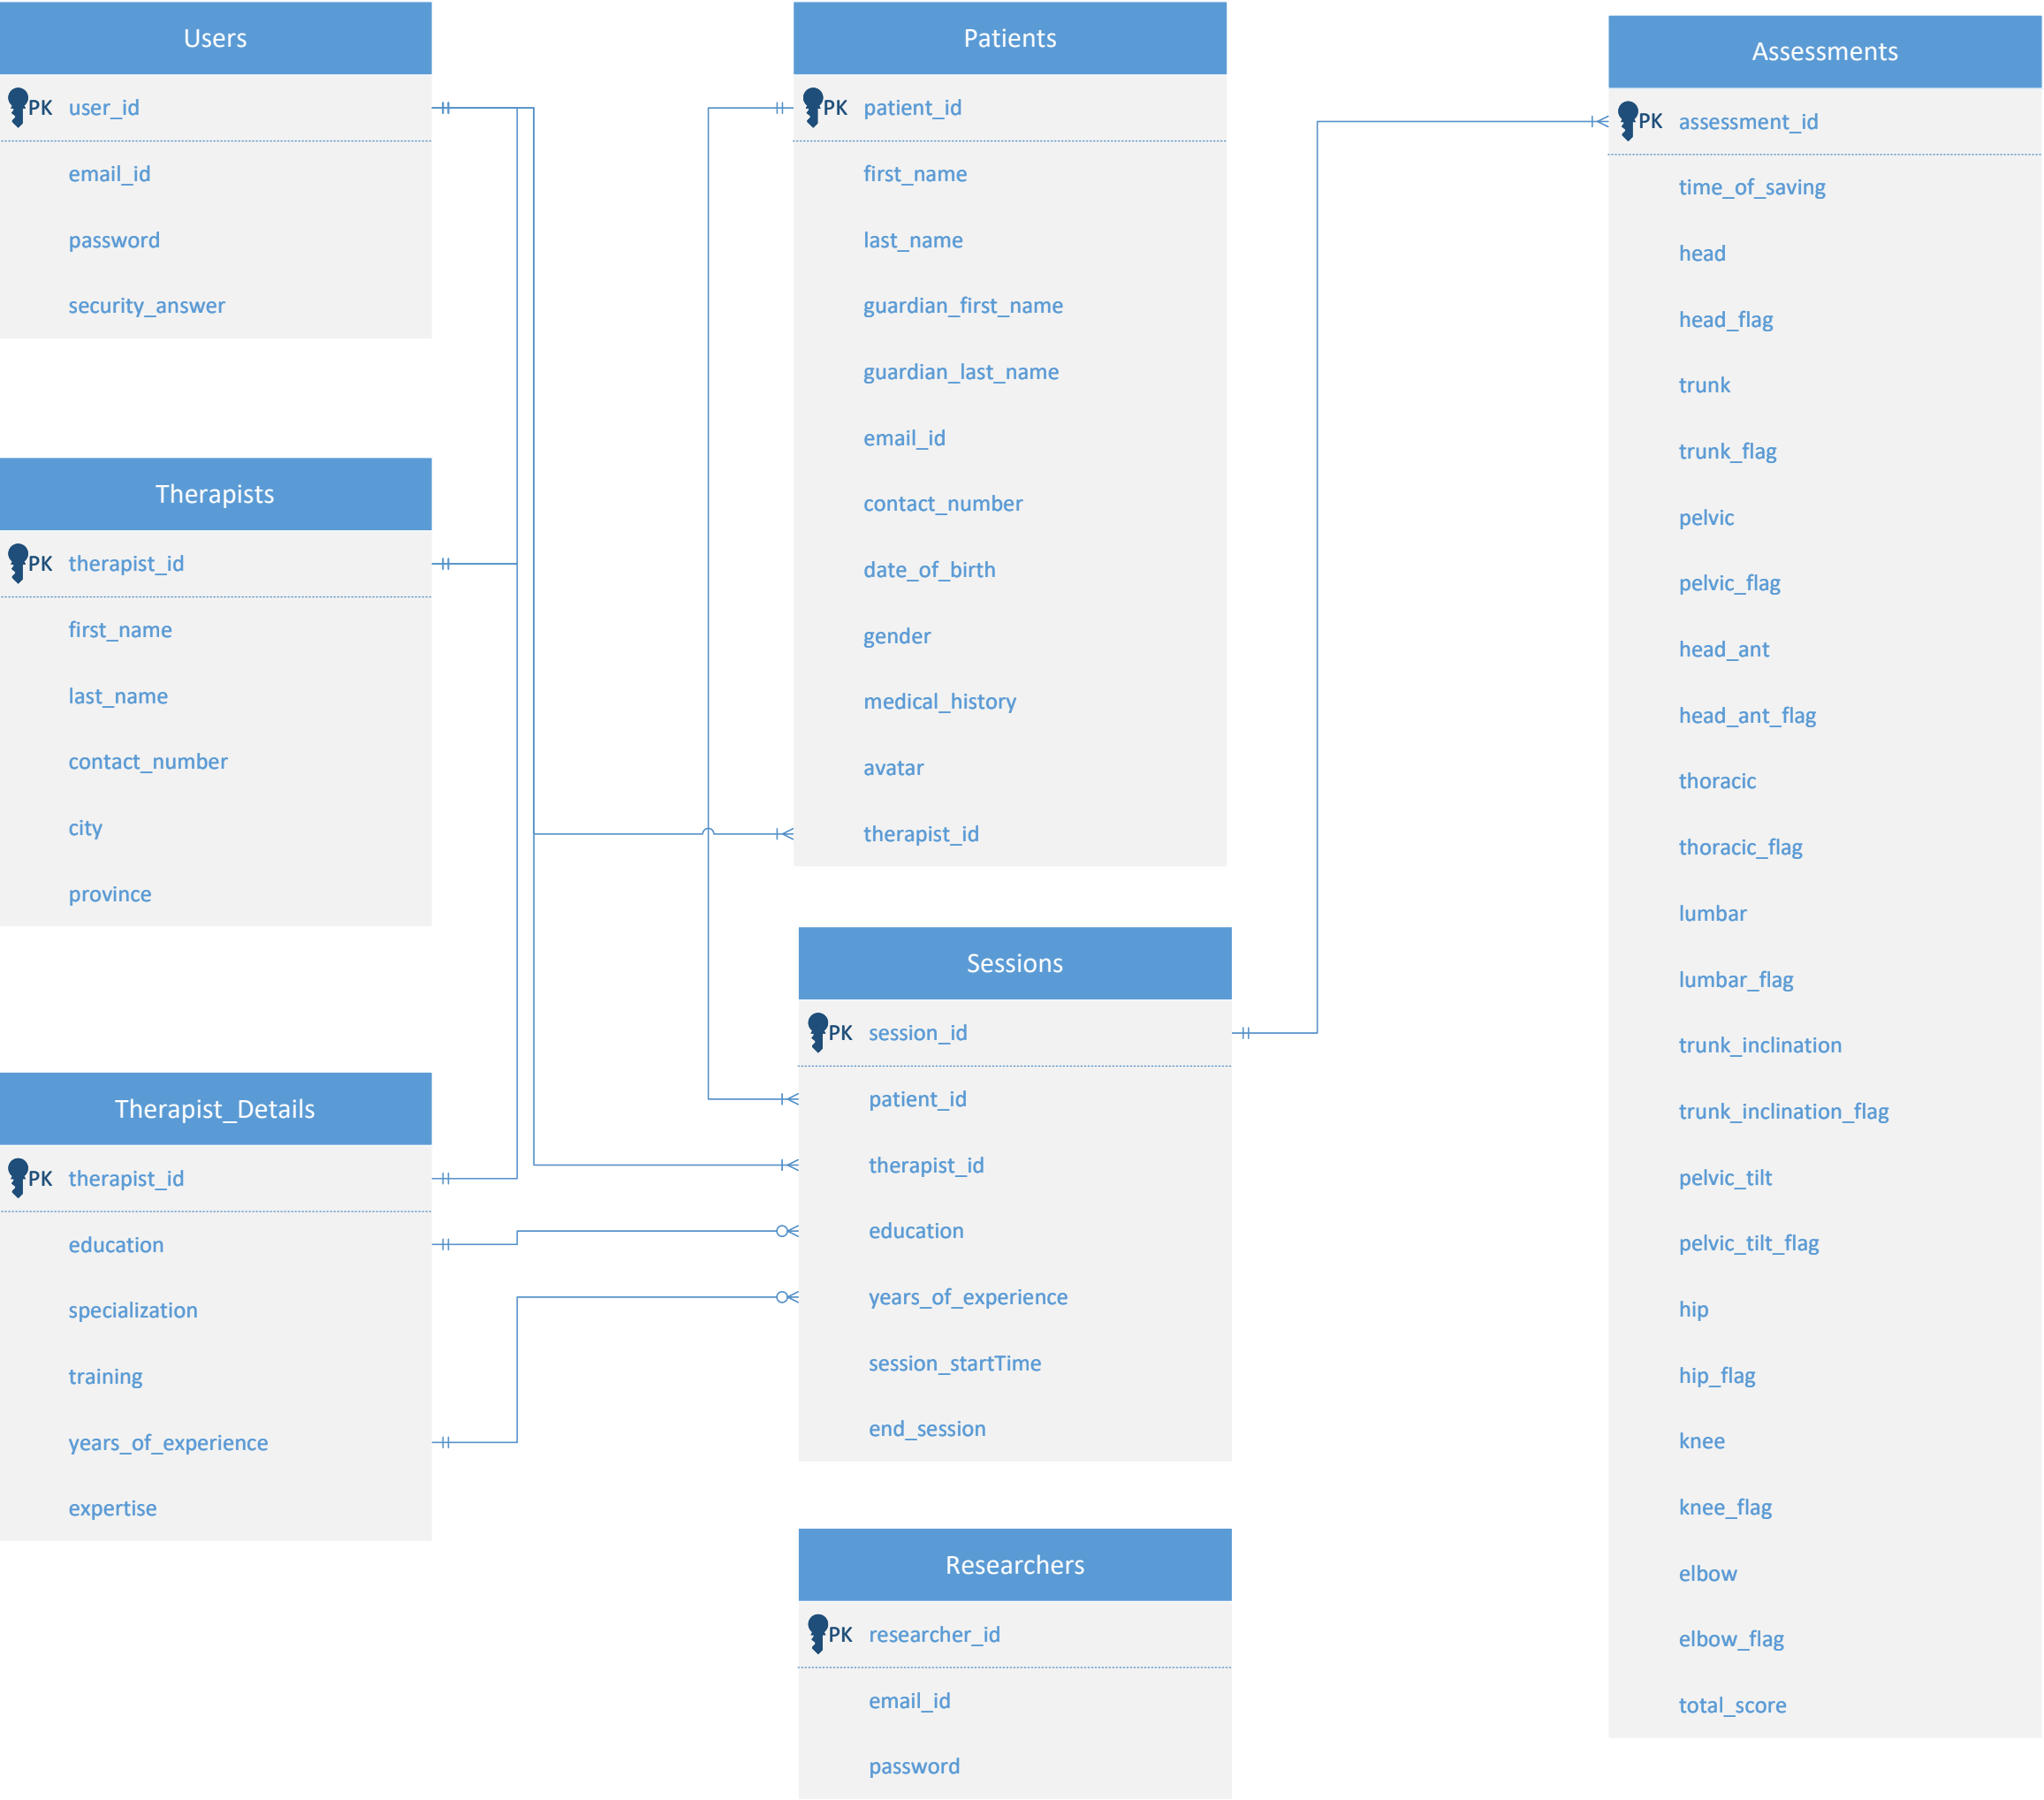 Users
PK user_id
email_id
password
security_answer
Therapists
PK therapist_id
first_name
last_name
contact_number
city
province
Therapist_Details
PK therapist_id
education
specialization
training
years_of_experience
expertise
Patients
PK patient_id
first_name
last_name
guardian_first_name
guardian_last_name
email_id
contact_number
date_of_birth
gender
medical_history
avatar
therapist_id
Sessions
PK session_id
patient_id
therapist_id
education
years_of_experience
session_startTime
end_session
Researchers
PK researcher_id
email_id
password
Assessments
PK assessment_id
time_of_saving
head
head_flag
trunk
trunk_flag
pelvic
pelvic_flag
head_ant
head_ant_flag
thoracic
thoracic_flag
lumbar
lumbar_flag
trunk_inclination
trunk_inclination_flag
pelvic_tilt
pelvic_tilt_flag
hip
hip_flag
knee
knee_flag
elbow
elbow_flag
total_score